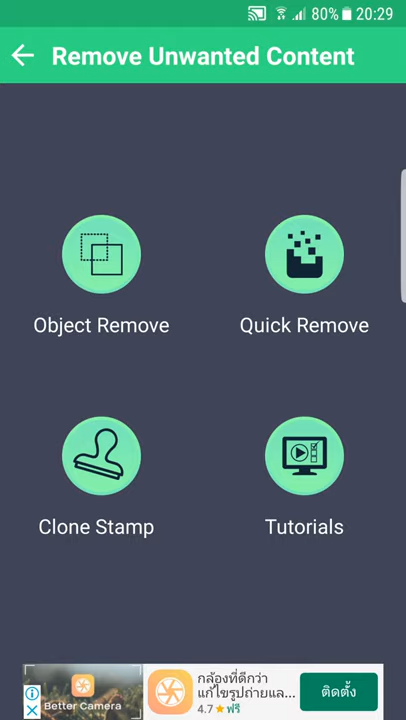 80% 20:29
Remove Unwanted Content
Object Remove
Quick Remove
Clone Stamp
Tutorials
Better Camera
กล้องที่ดีกว่า
แก้ไขรูปถ่ายแล...
4.7 ฟรี
ติดตั้ง